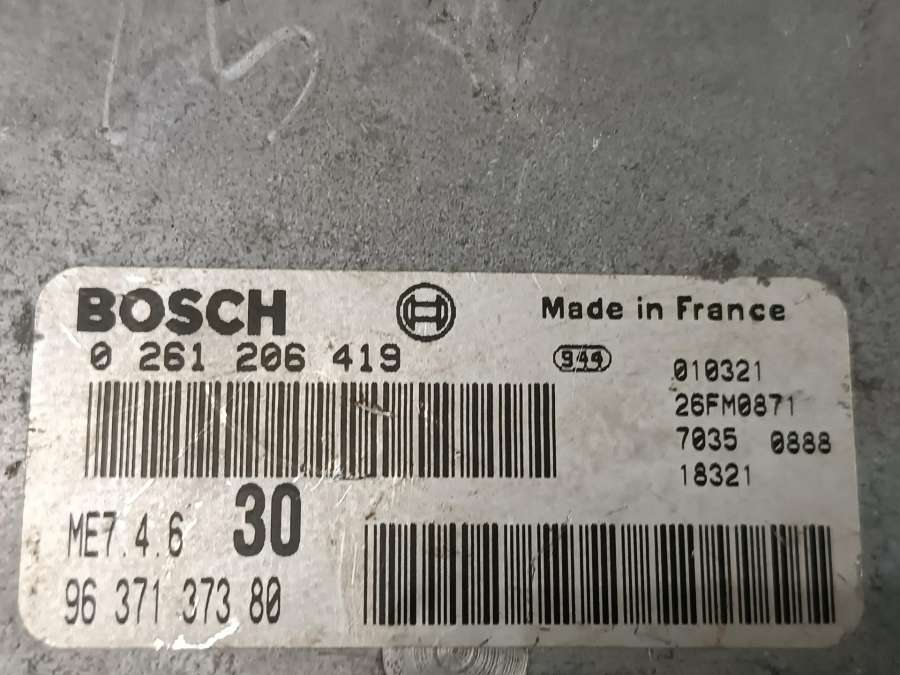 BOSCH
Made in France
0 261 206 419
944
010321
26FM0871
7035 0888
18321
ME7.4.6
30
96 371 373 80